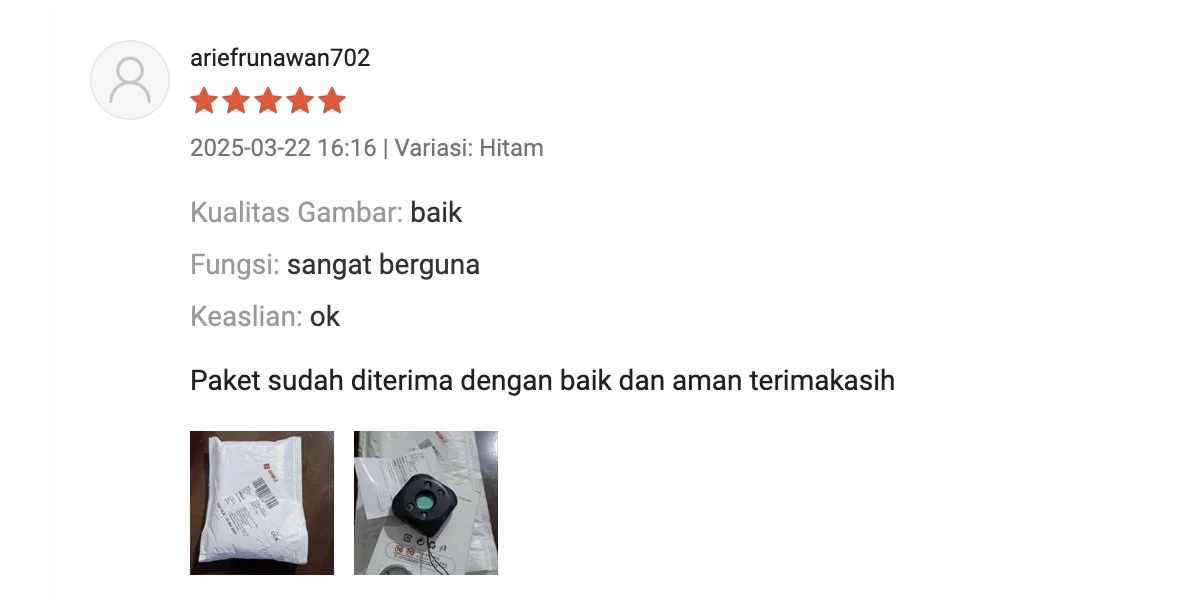 ariefrunawan702
2025-03-22 16:16 | Variasi: Hitam
Kualitas Gambar: baik
Fungsi: sangat berguna
Keaslian: ok
Paket sudah diterima dengan baik dan aman terimakasih